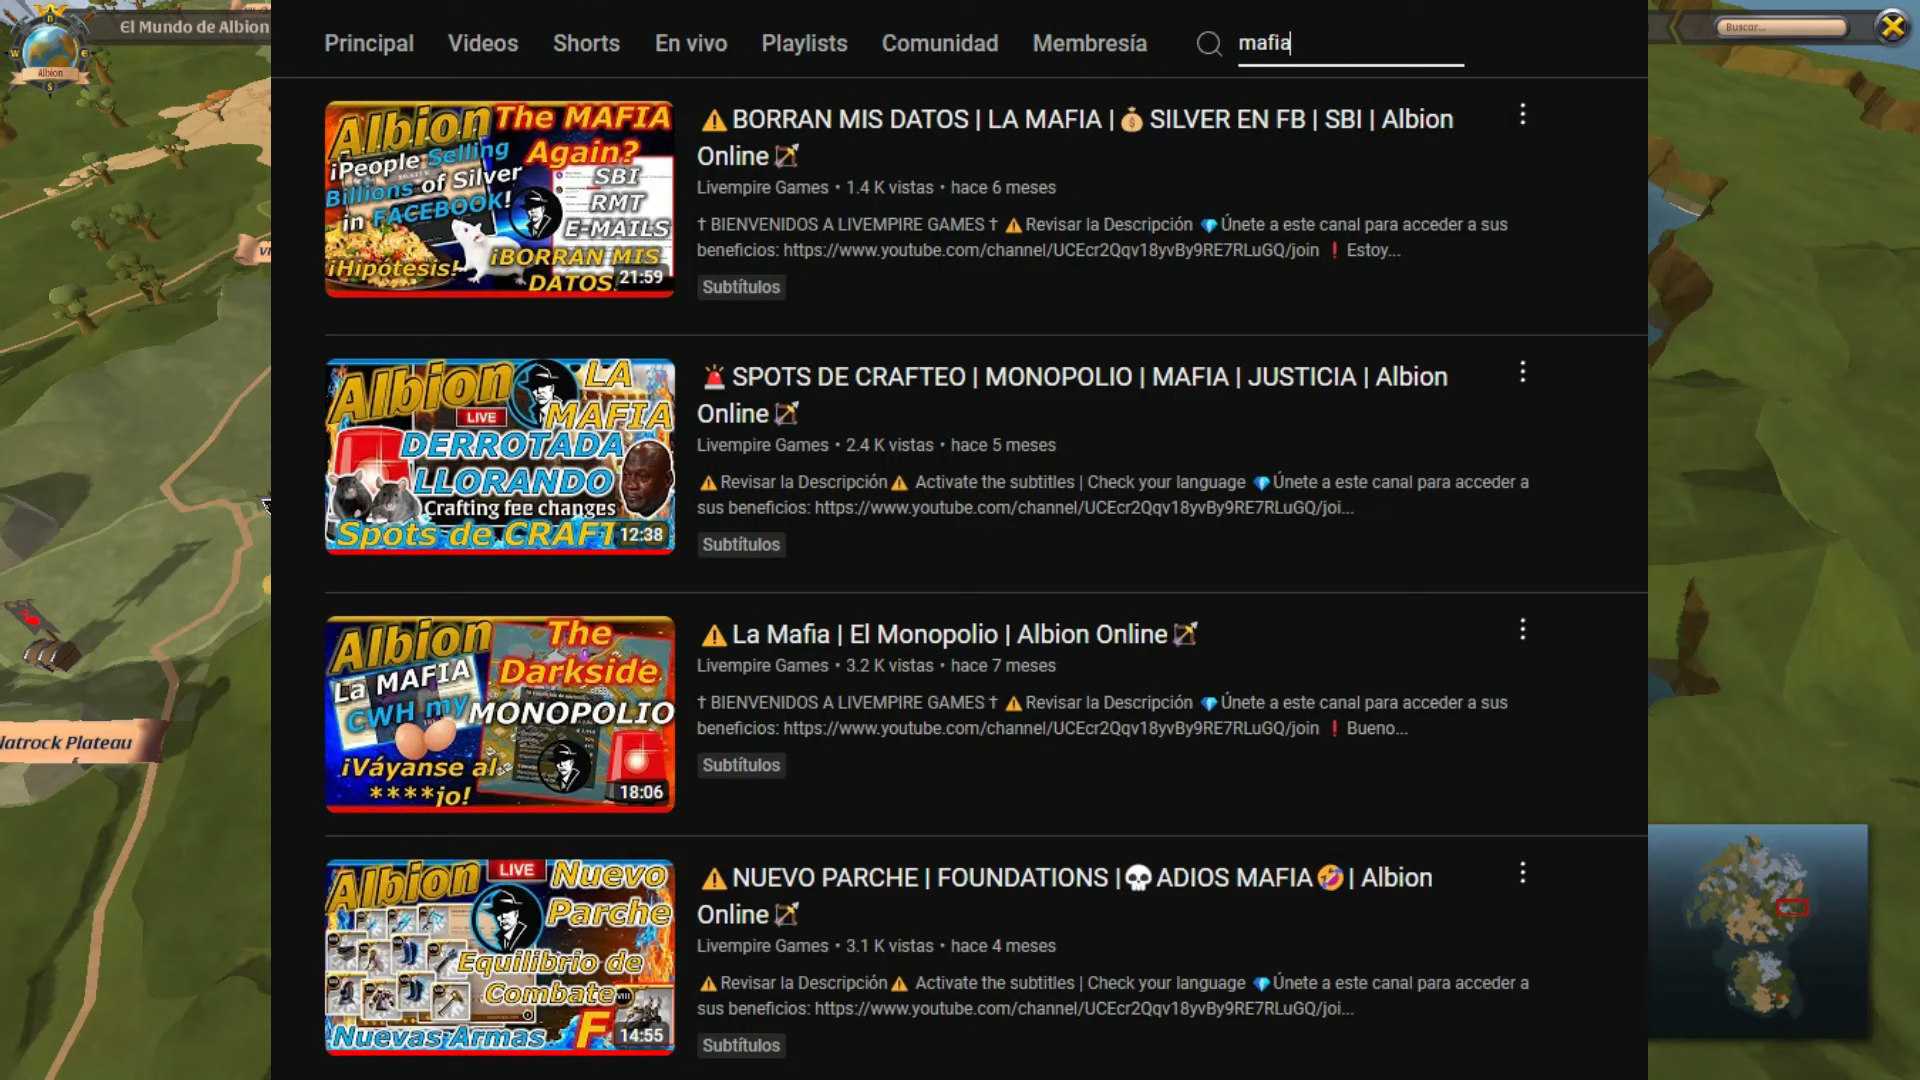 El Mundo de Albion
N
W
E
Albion
S
Buscar...
Principal
Videos
Shorts
En vivo
Playlists
Comunidad
Membresía
mafia
Albion
The MAFIA
Again?
¡People Selling
Billions of Silver
in FACEBOOK!
SBI
RMT
E-MAILS
¡Hipótesis!
¡BORRAN MIS
DATOS!
21:59
⚠️BORRAN MIS DATOS | LA MAFIA |💰 SILVER EN FB | SBI | Albion
Online🏹
Livempire Games • 1.4 K vistas • hace 6 meses
† BIENVENIDOS A LIVEMPIRE GAMES † ⚠️Revisar la Descripción 💎Únete a este canal para acceder a sus
beneficios: https://www.youtube.com/channel/UCEcr2Qqv18yvBy9RE7RLuGQ/join ❗ Estoy...
Subtítulos
Albion
LA
MAFIA
LIVE
DERROTADA
LLORANDO
Crafting fee changes
Spots de CRAFT
12:38
🚨SPOTS DE CRAFTEO | MONOPOLIO | MAFIA | JUSTICIA | Albion
Online🏹
Livempire Games • 2.4 K vistas • hace 5 meses
⚠️Revisar la Descripción⚠️ Activate the subtitles | Check your language 💎Únete a este canal para acceder a
sus beneficios: https://www.youtube.com/channel/UCEcr2Qqv18yvBy9RE7RLuGQ/joi...
Subtítulos
Albion
The
Darkside
La MAFIA
CWH my
MONOPOLIO
¡Váyanse al
****jo!
18:06
⚠️La Mafia | El Monopolio | Albion Online🏹
Livempire Games • 3.2 K vistas • hace 7 meses
† BIENVENIDOS A LIVEMPIRE GAMES † ⚠️Revisar la Descripción 💎Únete a este canal para acceder a sus
beneficios: https://www.youtube.com/channel/UCEcr2Qqv18yvBy9RE7RLuGQ/join ❗ Bueno...
Subtítulos
latrock Plateau
Albion
LIVE
Nuevo
Parche
Equilibrio de
Combate
VIII
Nuevas Armas
F
14:55
⚠️NUEVO PARCHE | FOUNDATIONS |💀ADIOS MAFIA🤣| Albion
Online🏹
Livempire Games • 3.1 K vistas • hace 4 meses
⚠️Revisar la Descripción⚠️ Activate the subtitles | Check your language 💎Únete a este canal para acceder a
sus beneficios: https://www.youtube.com/channel/UCEcr2Qqv18yvBy9RE7RLuGQ/joi...
Subtítulos